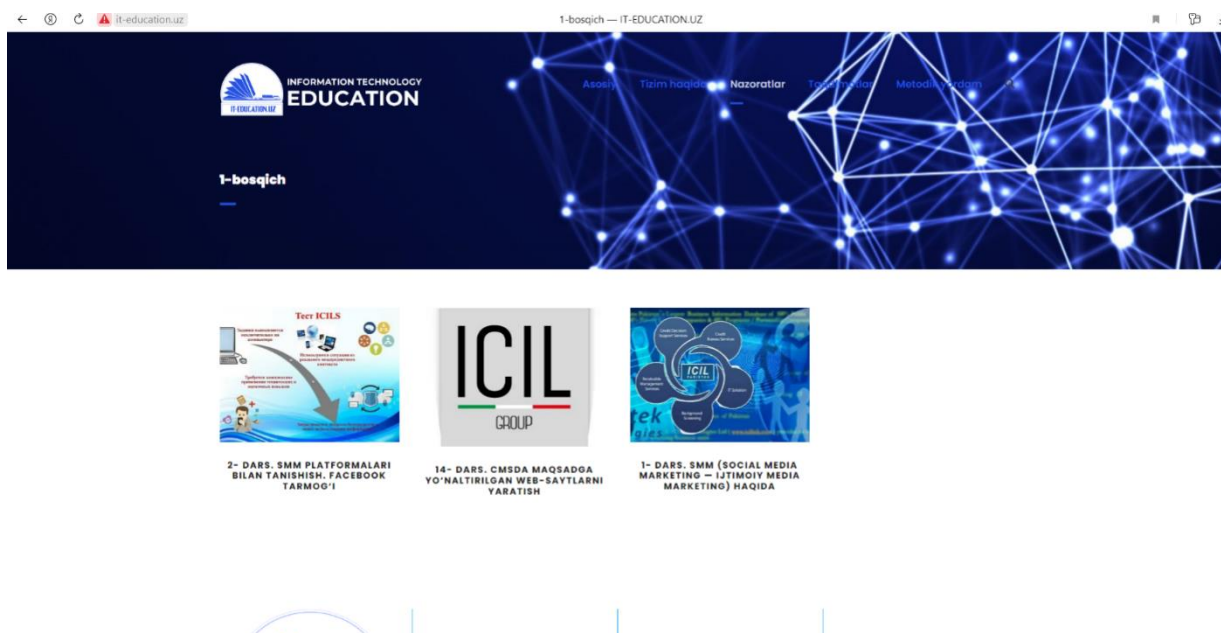 it-education.uz
1-bosqich — IT-EDUCATION.UZ
INFORMATION TECHNOLOGY
EDUCATION
IT-EDUCATION.UZ
Asosiy Tizim haqida Nazoratlar Topshiriqlar Metodik yordam
1-bosqich
Тест ICILS
ICIL
GROUP
ICIL
2- DARS. SMM PLATFORMALARI
BILAN TANISHISH. FACEBOOK
TARMOG‘I
14- DARS. CMSDA MAQSADGA
YO‘NALTIRILGAN WEB-SAYTLARNI
YARATISH
1- DARS. SMM (SOCIAL MEDIA
MARKETING — IJTIMOIY MEDIA
MARKETING) HAQIDA